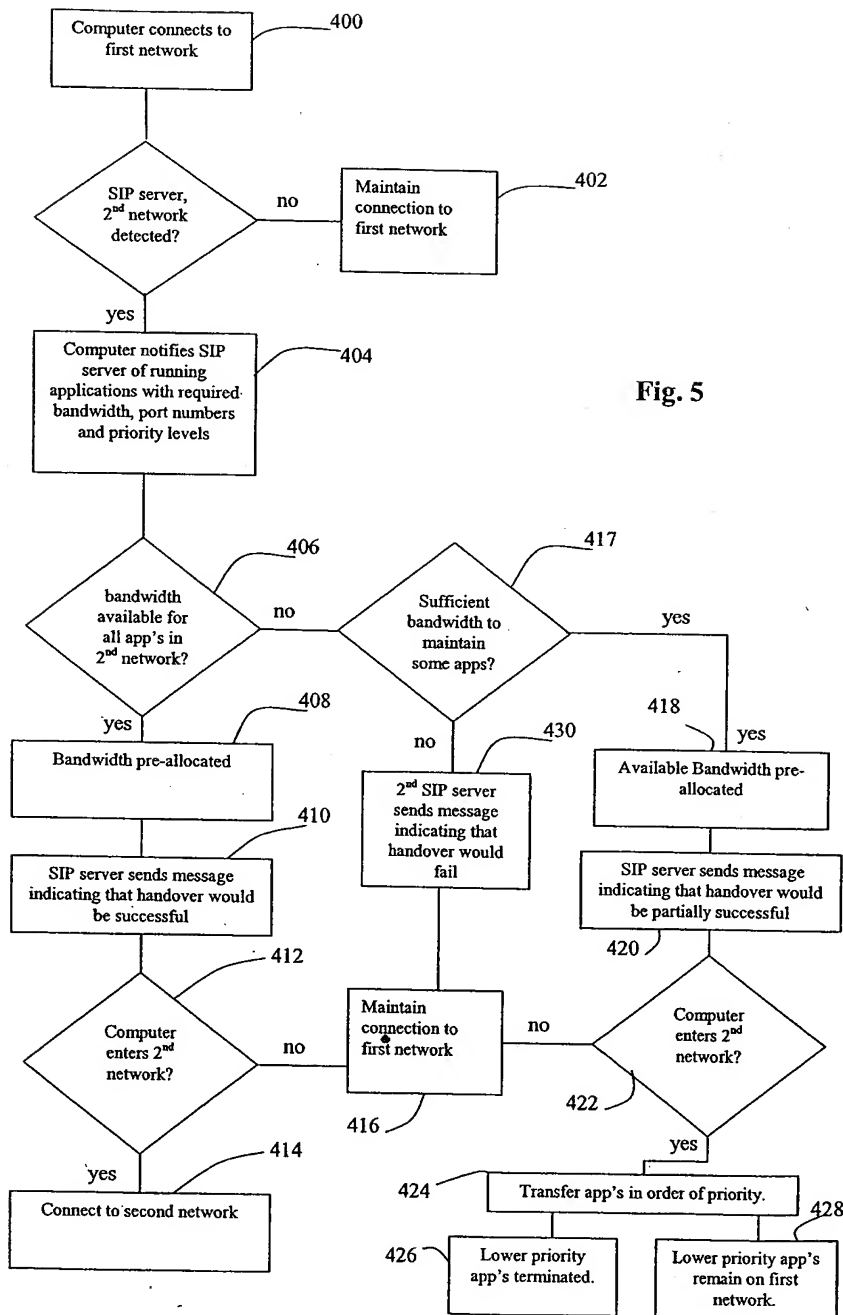 Computer connects to
first network
400
SIP server,
2nd network
detected?
no
Maintain
connection to
first network
402
yes
Computer notifies SIP
server of running
applications with required
bandwidth, port numbers
and priority levels
404
Fig. 5
bandwidth
available for
all app's in
2nd network?
406
no
Sufficient
bandwidth to
maintain
some apps?
417
yes
yes
408
Bandwidth pre-allocated
no
430
2nd SIP server
sends message
indicating that
handover would
fail
418
yes
Available Bandwidth pre-
allocated
410
SIP server sends message
indicating that handover would
be successful
SIP server sends message
indicating that handover would
be partially successful
420
412
Computer
enters 2nd
network?
no
Maintain
connection to
first network
416
no
Computer
enters 2nd
network?
422
yes
414
Connect to second network
yes
424
Transfer app's in order of priority.
426
Lower priority
app's terminated.
428
Lower priority app's
remain on first
network.